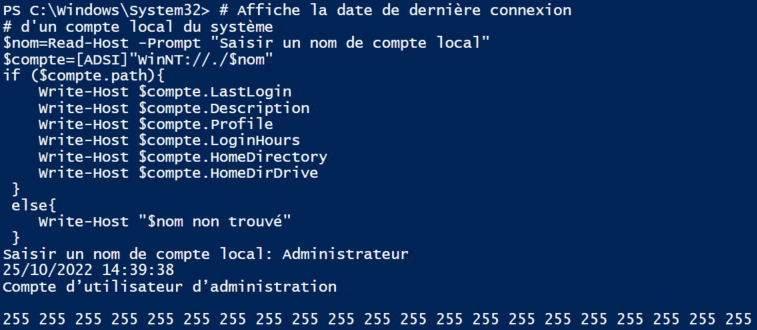 PS C:\Windows\System32> # Affiche la date de dernière connexion
# d'un compte local du système
$nom=Read-Host -Prompt "Saisir un nom de compte local"
$compte=[ADSI]"WinNT://./$nom"
if ($compte.path){
    Write-Host $compte.LastLogin
    Write-Host $compte.Description
    Write-Host $compte.Profile
    Write-Host $compte.LoginHours
    Write-Host $compte.HomeDirectory
    Write-Host $compte.HomeDirDrive
 }
 else{
    Write-Host "$nom non trouvé"
 }
Saisir un nom de compte local: Administrateur
25/10/2022 14:39:38
Compte d’utilisateur d’administration
255 255 255 255 255 255 255 255 255 255 255 255 255 255 255 255 255 255 255 255 255